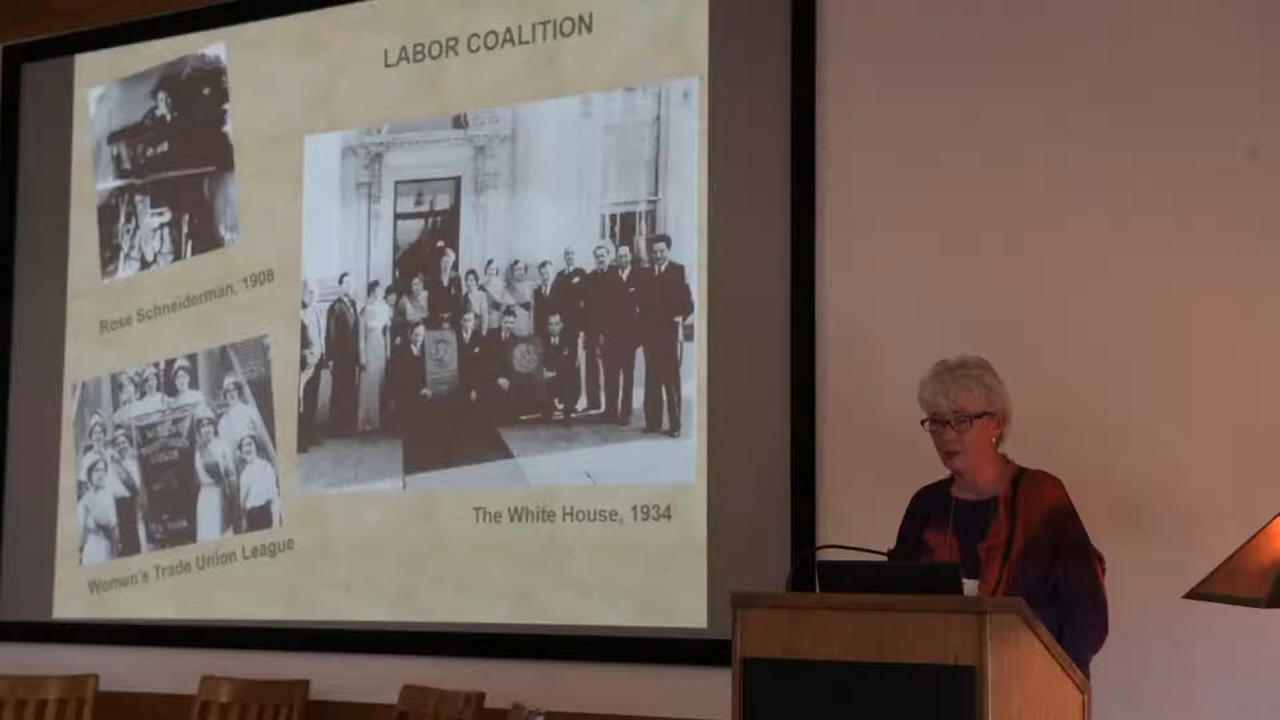 LABOR COALITION
Rose Schneiderman, 1908
The White House, 1934
Women's Trade Union League